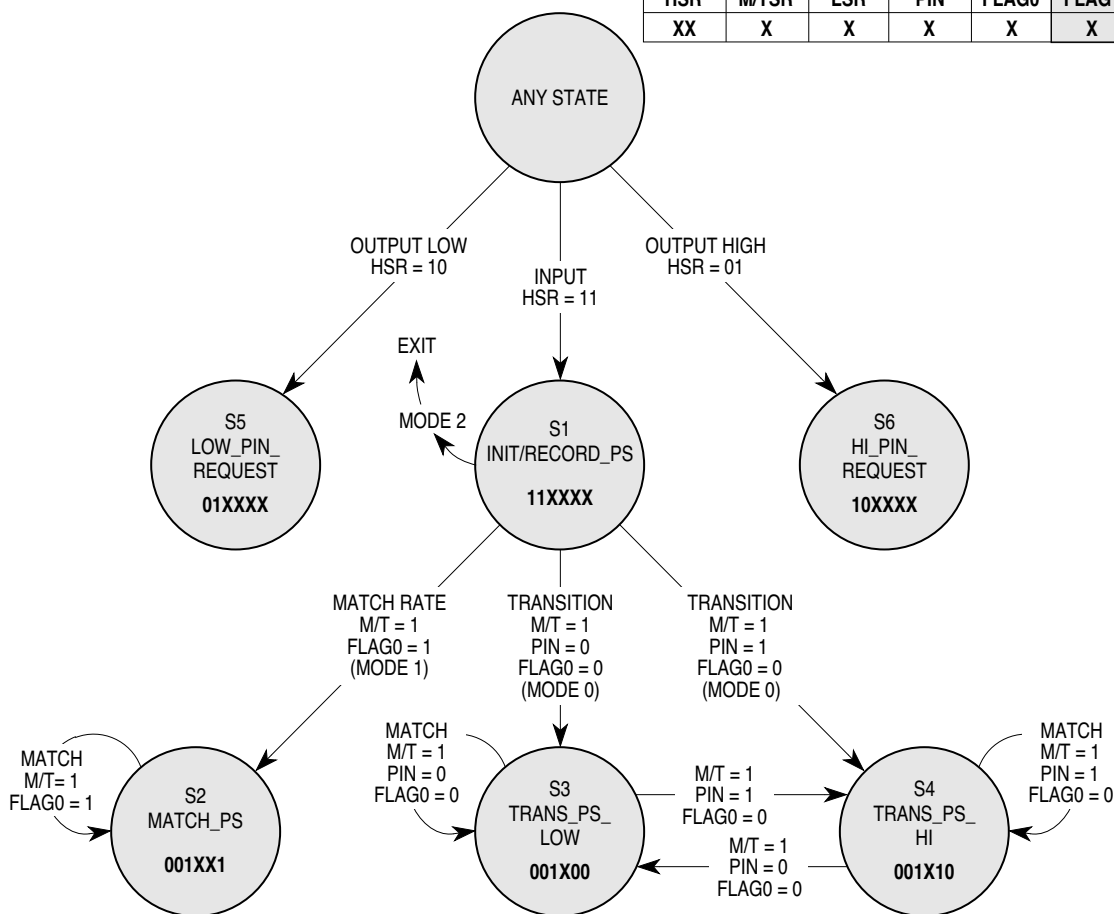 HSR M/TSR LSR PIN FLAG0 FLAG
XX X X X X X
ANY STATE
OUTPUT LOW
HSR = 10
INPUT
HSR = 11
OUTPUT HIGH
HSR = 01
EXIT
MODE 2
S5
LOW_PIN_
REQUEST
01XXXX
S1
INIT/RECORD_PS
11XXXX
S6
HI_PIN_
REQUEST
10XXXX
MATCH RATE
M/T = 1
FLAG0 = 1
(MODE 1)
TRANSITION
M/T = 1
PIN = 0
FLAG0 = 0
(MODE 0)
TRANSITION
M/T = 1
PIN = 1
FLAG0 = 0
(MODE 0)
MATCH
M/T= 1
FLAG0 = 1
S2
MATCH_PS
001XX1
MATCH
M/T = 1
PIN = 0
FLAG0 = 0
S3
TRANS_PS_
LOW
001X00
M/T = 1
PIN = 1
FLAG0 = 0
M/T = 1
PIN = 0
FLAG0 = 0
S4
TRANS_PS_
HI
001X10
MATCH
M/T = 1
PIN = 1
FLAG0 = 0